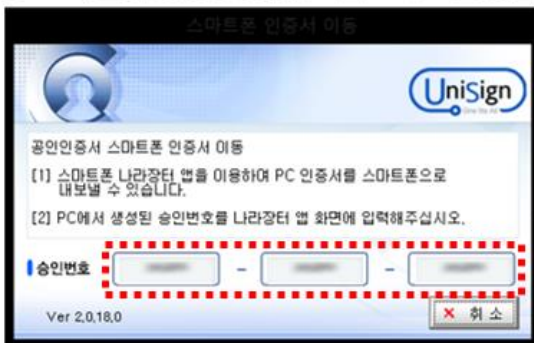 스마트폰 인증서 이동
UniSign
공인인증서 스마트폰 인증서 이동
[1] 스마트폰 나라장터 앱을 이용하여 PC 인증서를 스마트폰으로
내보낼 수 있습니다.
[2] PC에서 생성된 승인번호를 나라장터 앱 화면에 입력해주십시오.
승인번호 - -
Ver 2,0,18,0
× 취 소